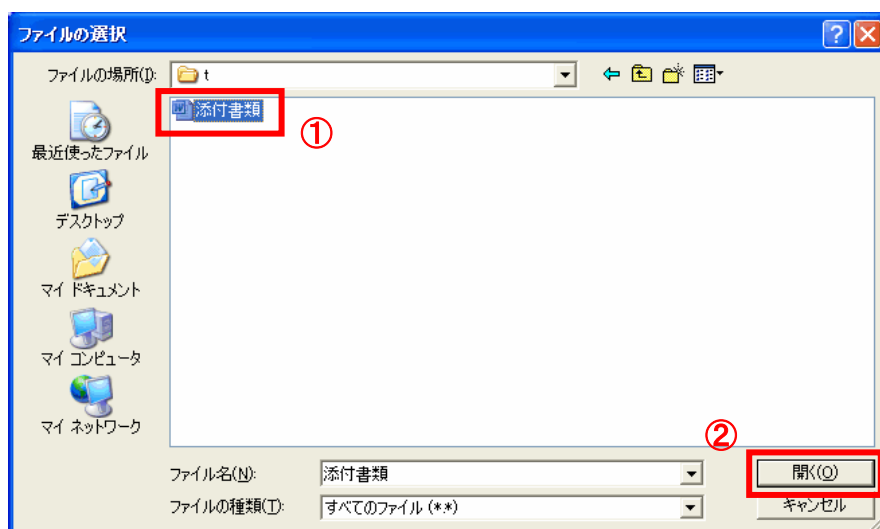 ファイルの選択
ファイルの場所(I):
t
添付書類
①
最近使ったファイル
デスクトップ
マイ ドキュメント
マイ コンピュータ
マイ ネットワーク
②
ファイル名(N):
添付書類
開く(O)
ファイルの種類(T):
すべてのファイル (*.*)
キャンセル